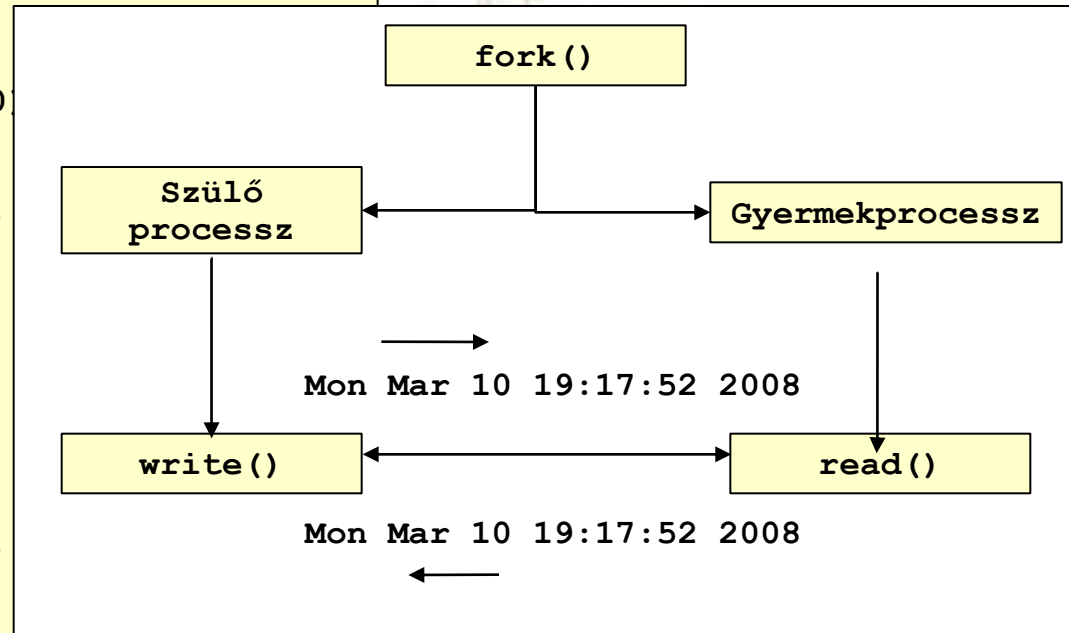 fork()
0)
Szülő
processz
Gyermekprocessz
Mon Mar 10 19:17:52 2008
write()
read()
Mon Mar 10 19:17:52 2008